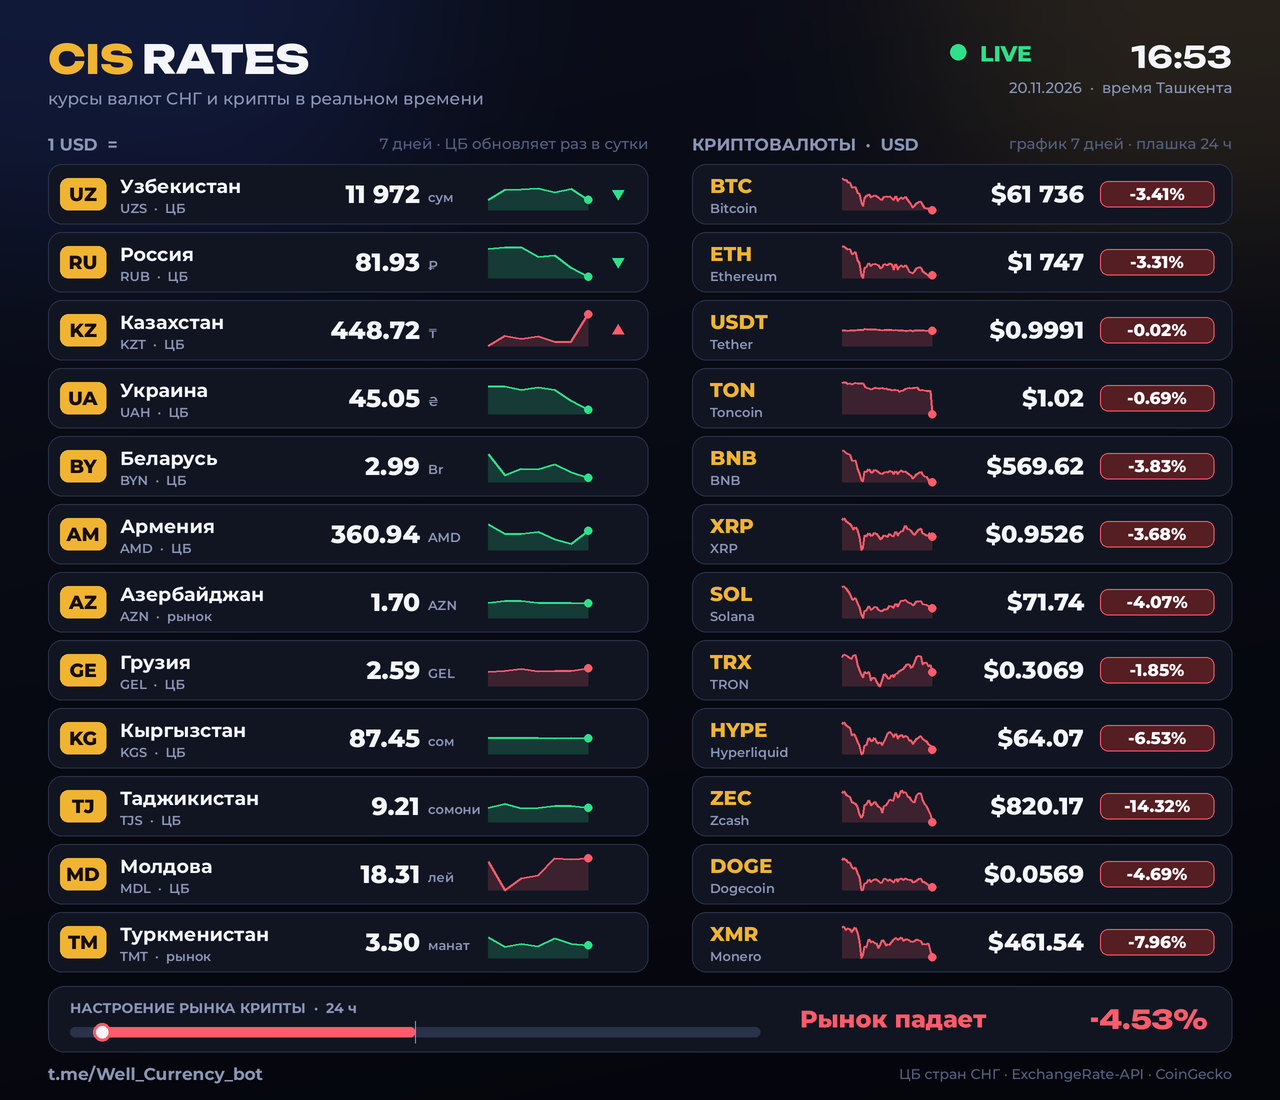 CIS RATES
курсы валют СНГ и крипты в реальном времени
LIVE 16:53
20.11.2026 · время Ташкента
1 USD =
7 дней · ЦБ обновляет раз в сутки
UZ Узбекистан 11 972 сум
UZS · ЦБ
RU Россия 81.93 ₽
RUB · ЦБ
KZ Казахстан 448.72 ₸
KZT · ЦБ
UA Украина 45.05 ₴
UAH · ЦБ
BY Беларусь 2.99 Br
BYN · ЦБ
AM Армения 360.94 AMD
AMD · ЦБ
AZ Азербайджан 1.70 AZN
AZN · рынок
GE Грузия 2.59 GEL
GEL · ЦБ
KG Кыргызстан 87.45 сом
KGS · ЦБ
TJ Таджикистан 9.21 сомони
TJS · ЦБ
MD Молдова 18.31 лей
MDL · ЦБ
TM Туркменистан 3.50 манат
TMT · рынок
КРИПТОВАЛЮТЫ · USD
график 7 дней · плашка 24 ч
BTC $61 736 -3.41%
Bitcoin
ETH $1 747 -3.31%
Ethereum
USDT $0.9991 -0.02%
Tether
TON $1.02 -0.69%
Toncoin
BNB $569.62 -3.83%
BNB
XRP $0.9526 -3.68%
XRP
SOL $71.74 -4.07%
Solana
TRX $0.3069 -1.85%
TRON
HYPE $64.07 -6.53%
Hyperliquid
ZEC $820.17 -14.32%
Zcash
DOGE $0.0569 -4.69%
Dogecoin
XMR $461.54 -7.96%
Monero
НАСТРОЕНИЕ РЫНКА КРИПТЫ · 24 ч
Рынок падает -4.53%
t.me/Well_Currency_bot
ЦБ стран СНГ · ExchangeRate-API · CoinGecko